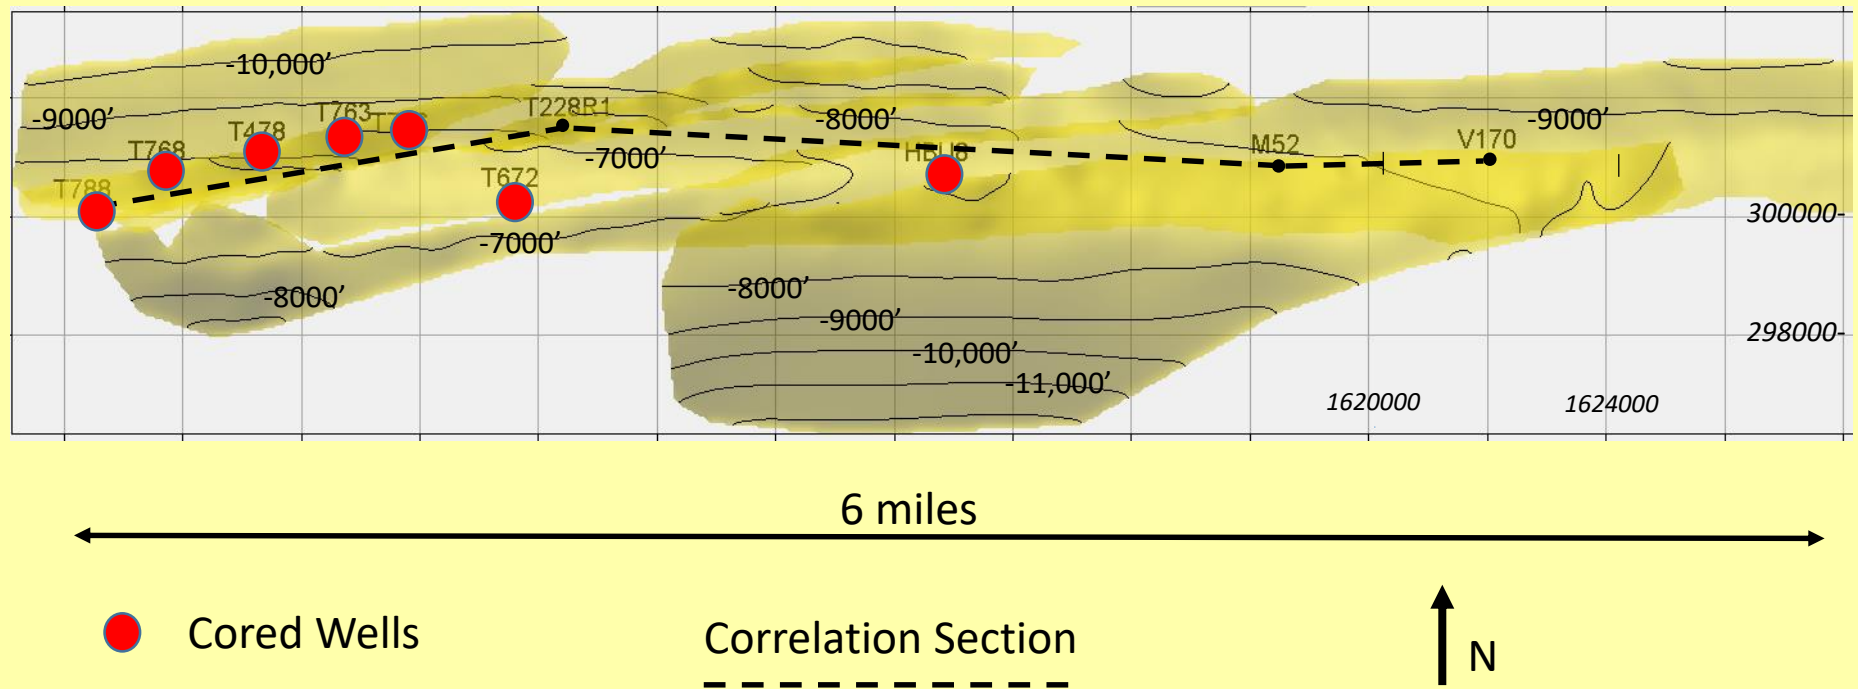 -10,000’
-9000’
T228R1
T763
T478
-8000’
-9000’
T768
-7000’
HBU8
M52
V170
T788
T672
-7000’
300000-
-8000’
-8000’
-9000’
298000-
-10,000’
-11,000’
1620000
1624000
6 miles
Cored Wells
Correlation Section
N